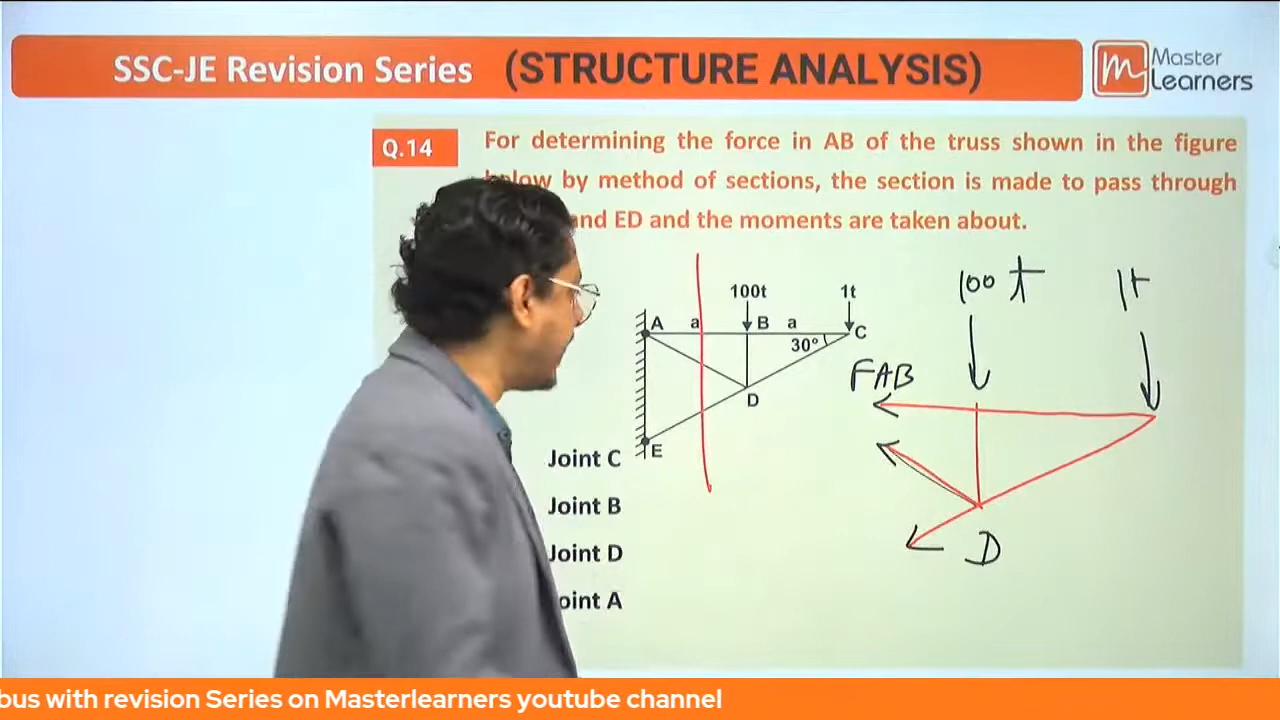 SSC-JE Revision Series (STRUCTURE ANALYSIS)
Master
Learners
Q.14
For determining the force in AB of the truss shown in the figure
below by method of sections, the section is made to pass through
and ED and the moments are taken about.
100t
1t
A
a
B
a
C
30°
D
E
100 t
1t
FAB
D
Joint C
Joint B
Joint D
Joint A
bus with revision Series on Masterlearners youtube channel